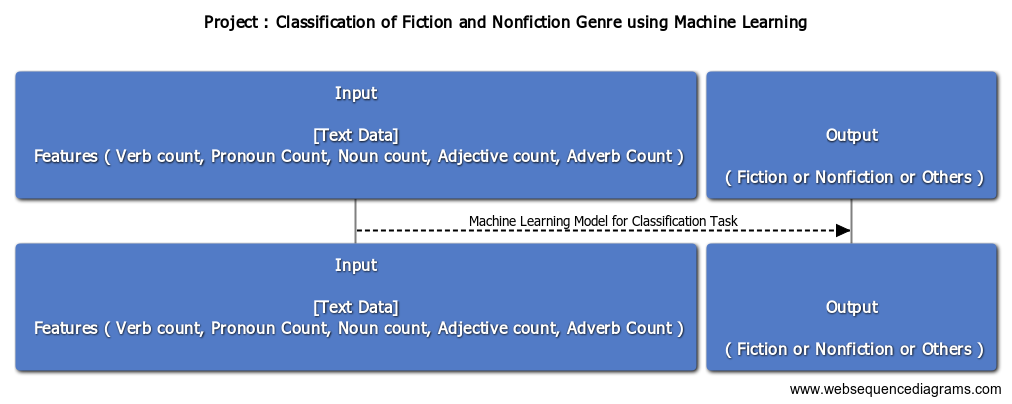 Project : Classification of Fiction and Nonfiction Genre using Machine Learning
Input
[Text Data]
Features ( Verb count, Pronoun Count, Noun count, Adjective count, Adverb Count )
Output
( Fiction or Nonfiction or Others )
Machine Learning Model for Classification Task
Input
[Text Data]
Features ( Verb count, Pronoun Count, Noun count, Adjective count, Adverb Count )
Output
( Fiction or Nonfiction or Others )
www.websequencediagrams.com